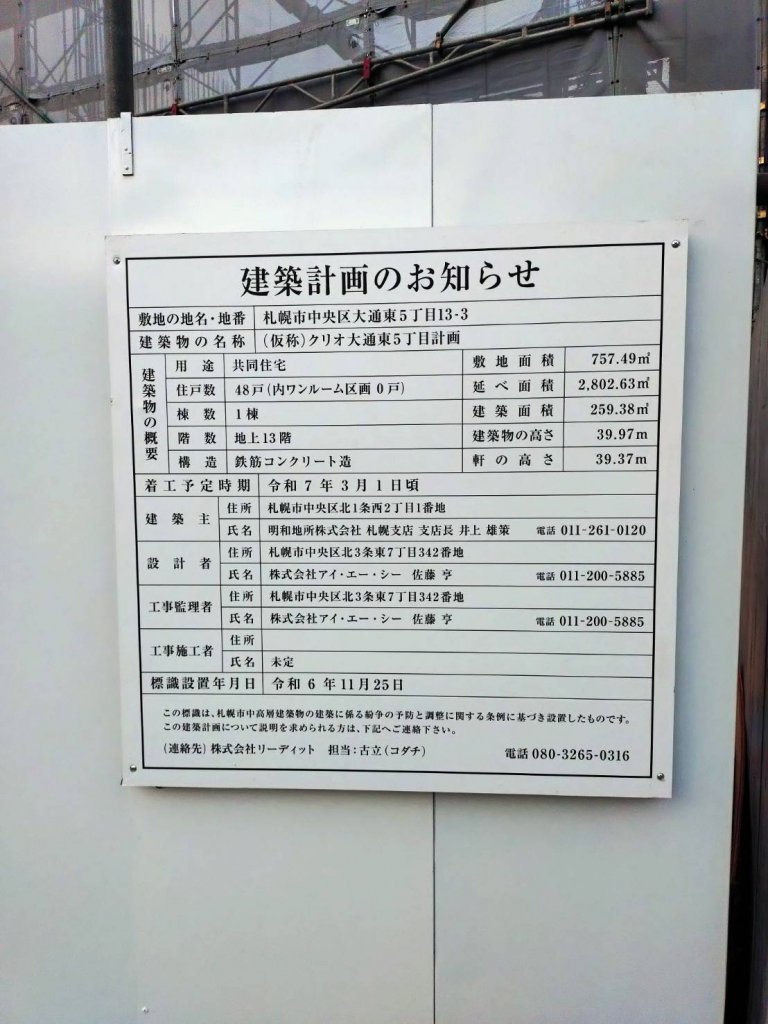 建築計画のお知らせ
敷地の地名・地番 札幌市中央区大通東5丁目13-3
建築物の名称 (仮称)クリオ大通東5丁目計画
建築物の概要
用途 共同住宅 敷地面積 757.49㎡
住戸数 48戸(内ワンルーム区画 0戸) 延べ面積 2,802.63㎡
棟数 1棟 建築面積 259.38㎡
階数 地上13階 建築物の高さ 39.97m
構造 鉄筋コンクリート造 軒の高さ 39.37m
着工予定時期 令和7年3月1日頃
建築主 住所 札幌市中央区北1条西2丁目1番地
氏名 明和地所株式会社 札幌支店 支店長 井上 雄策 電話 011-261-0120
設計者 住所 札幌市中央区北3条東7丁目342番地
氏名 株式会社アイ・エー・シー 佐藤 亨 電話 011-200-5885
工事監理者 住所 札幌市中央区北3条東7丁目342番地
氏名 株式会社アイ・エー・シー 佐藤 亨 電話 011-200-5885
工事施工者 住所
氏名 未定
標識設置年月日 令和6年11月25日
この標識は、札幌市中高層建築物の建築に係る紛争の予防と調整に関する条例に基づき設置したものです。
この建築計画について説明を求められる方は、下記へご連絡下さい。
(連絡先) 株式会社リーディット 担当:古立(コダチ) 電話 080-3265-0316